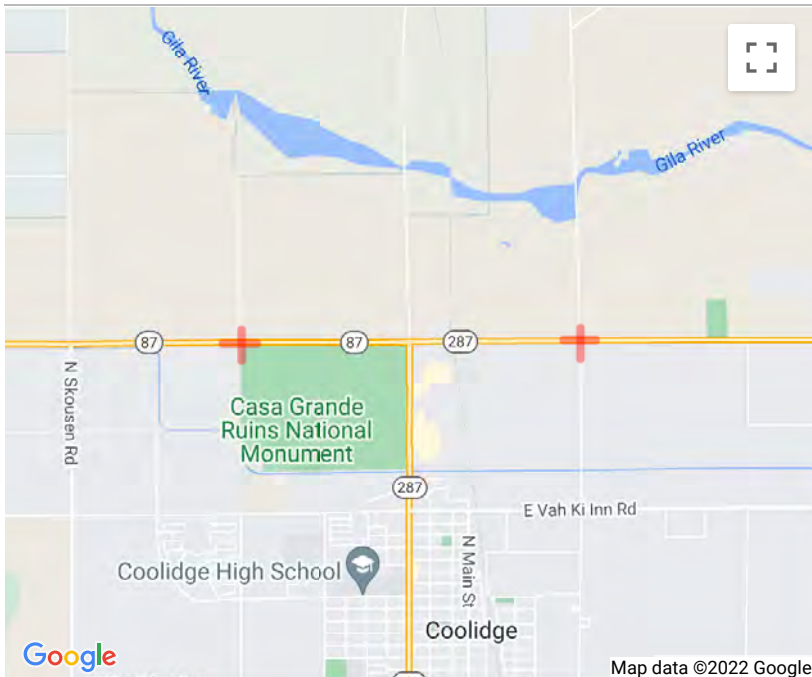 Gila River
Gila River
87
87
287
N Skousen Rd
Casa Grande
Ruins National
Monument
287
E Vah Ki Inn Rd
Coolidge High School
N Main St
Coolidge
Google
Map data ©2022 Google